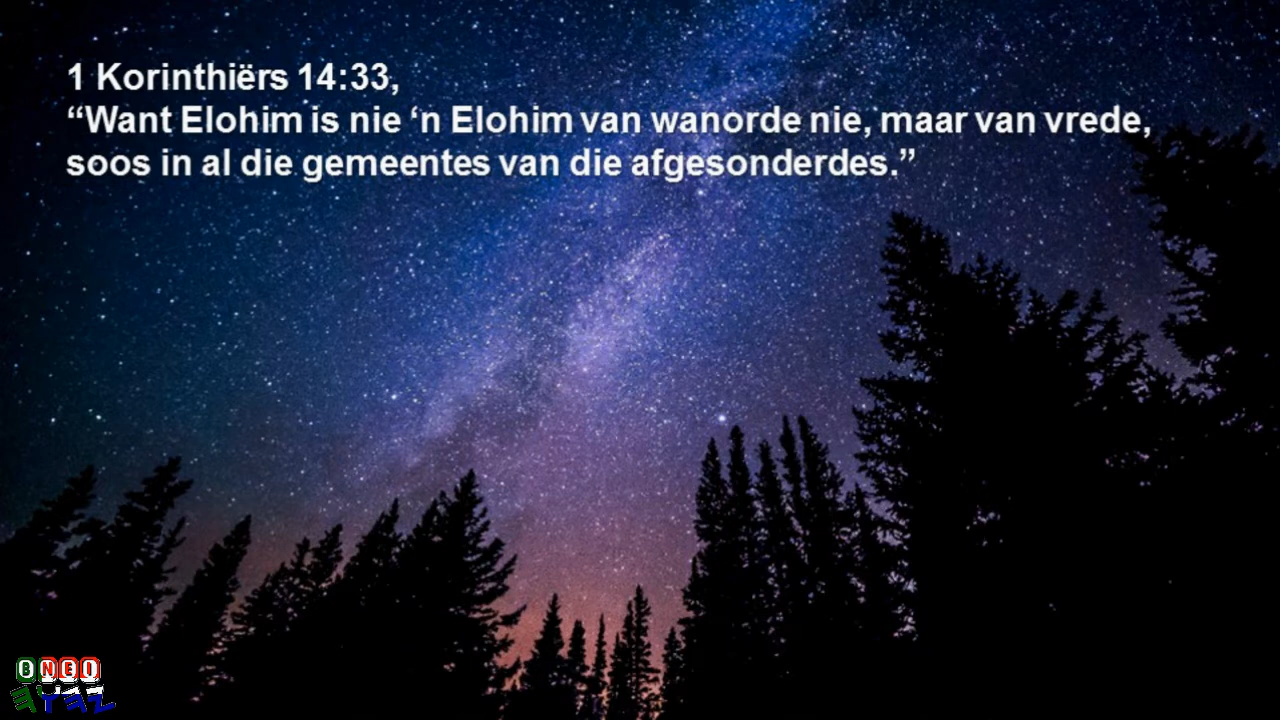 1 Korinthiërs 14:33,
“Want Elohim is nie ‘n Elohim van wanorde nie, maar van vrede,
soos in al die gemeentes van die afgesonderdes.”